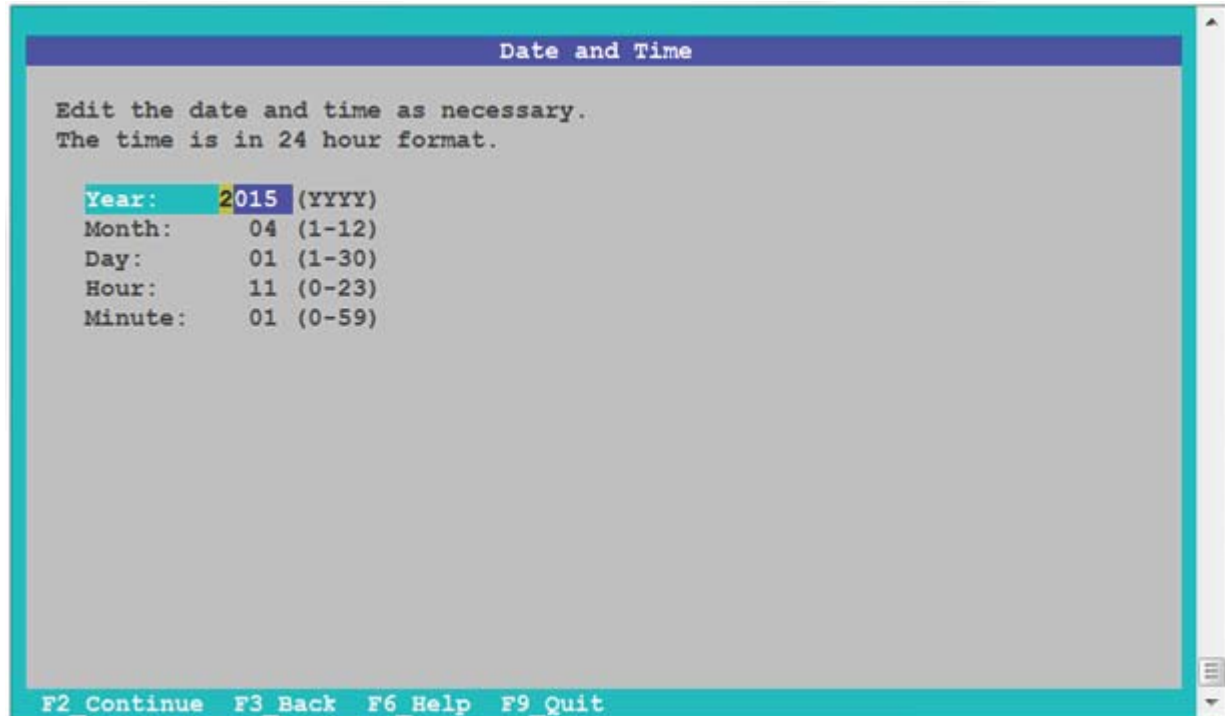 Date and Time
Edit the date and time as necessary.
The time is in 24 hour format.
Year: 2015 (YYYY)
Month: 04 (1-12)
Day: 01 (1-30)
Hour: 11 (0-23)
Minute: 01 (0-59)
F2_Continue F3_Back F6_Help F9_Quit